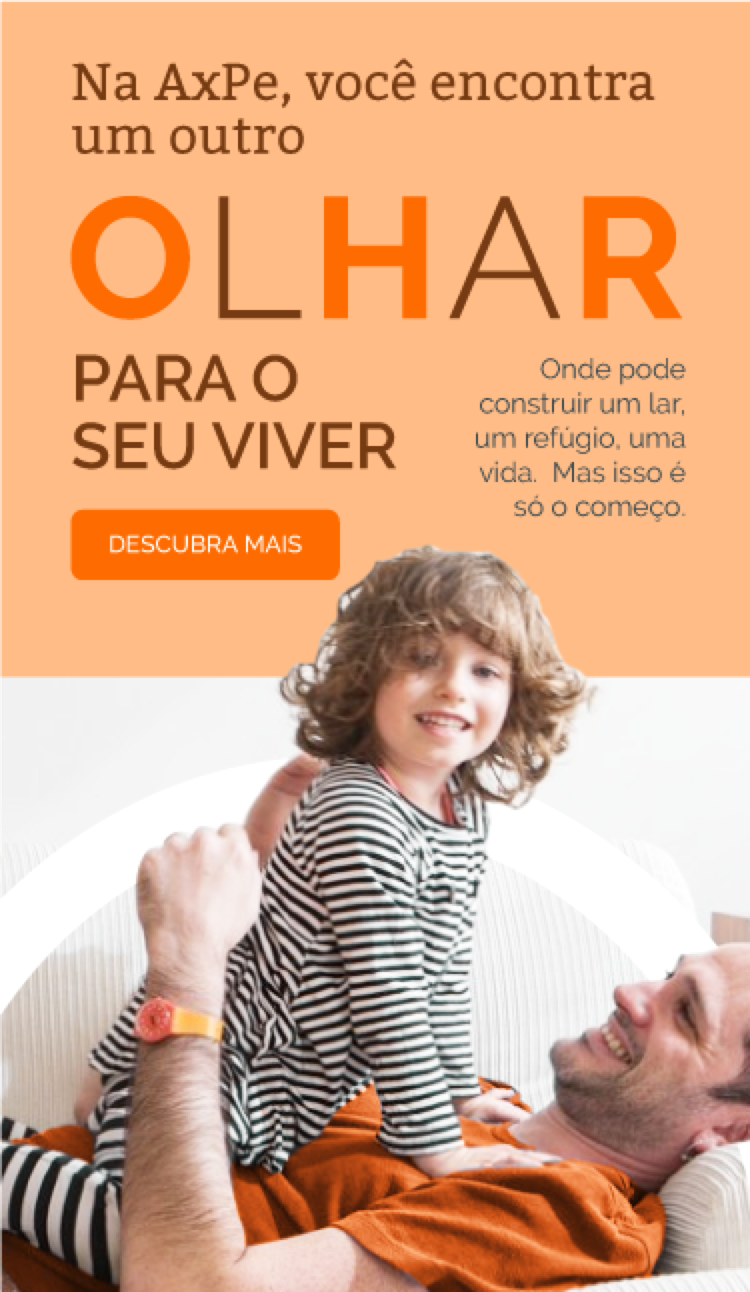 Na AxPe, você encontra
um outro
OLHAR
PARA O
SEU VIVER
Onde pode
construir um lar,
um refúgio, uma
vida. Mas isso é
só o começo.
DESCUBRA MAIS